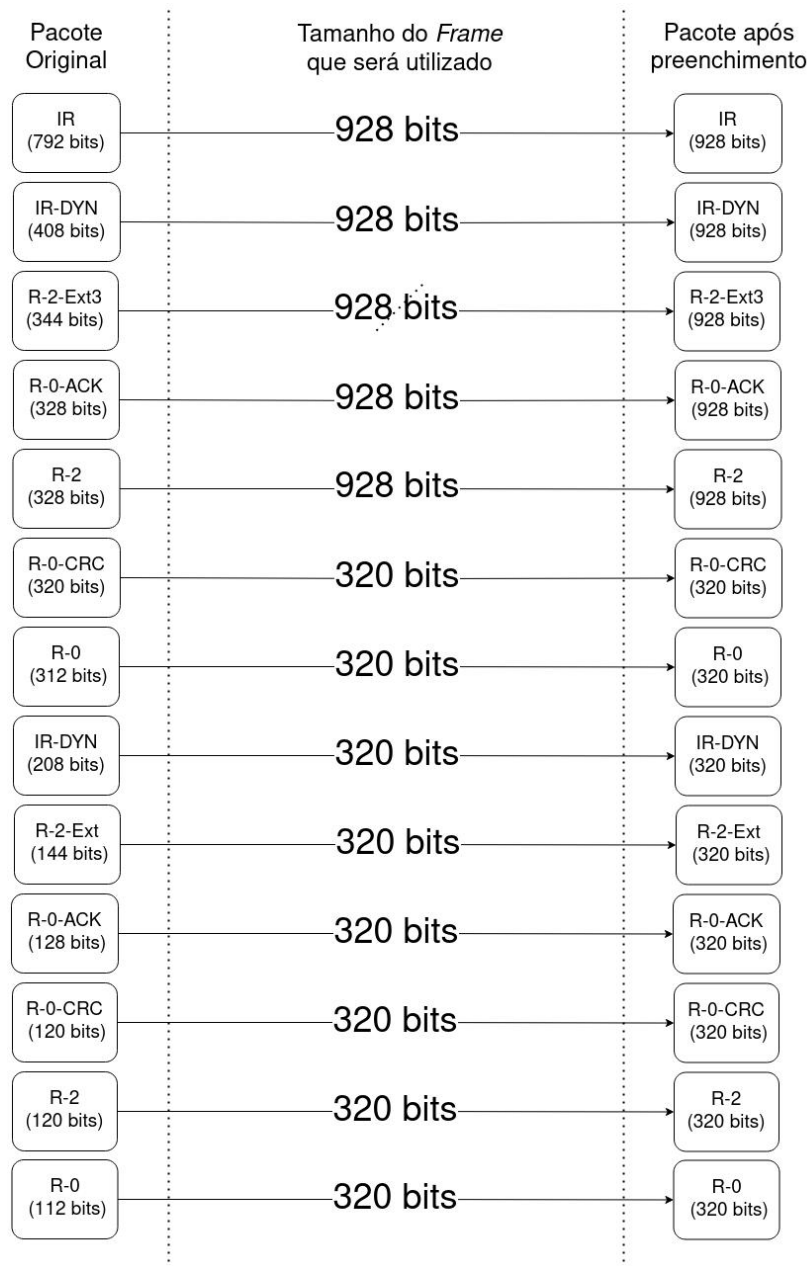 Pacote
Original
Tamanho do Frame
que será utilizado
Pacote após
preenchimento
IR
(792 bits)
928 bits
IR
(928 bits)
IR-DYN
(408 bits)
928 bits
IR-DYN
(928 bits)
R-2-Ext3
(344 bits)
928 bits
R-2-Ext3
(928 bits)
R-0-ACK
(328 bits)
928 bits
R-0-ACK
(928 bits)
R-2
(328 bits)
928 bits
R-2
(928 bits)
R-0-CRC
(320 bits)
320 bits
R-0-CRC
(320 bits)
R-0
(312 bits)
320 bits
R-0
(320 bits)
IR-DYN
(208 bits)
320 bits
IR-DYN
(320 bits)
R-2-Ext
(144 bits)
320 bits
R-2-Ext
(320 bits)
R-0-ACK
(128 bits)
320 bits
R-0-ACK
(320 bits)
R-0-CRC
(120 bits)
320 bits
R-0-CRC
(320 bits)
R-2
(120 bits)
320 bits
R-2
(320 bits)
R-0
(112 bits)
320 bits
R-0
(320 bits)